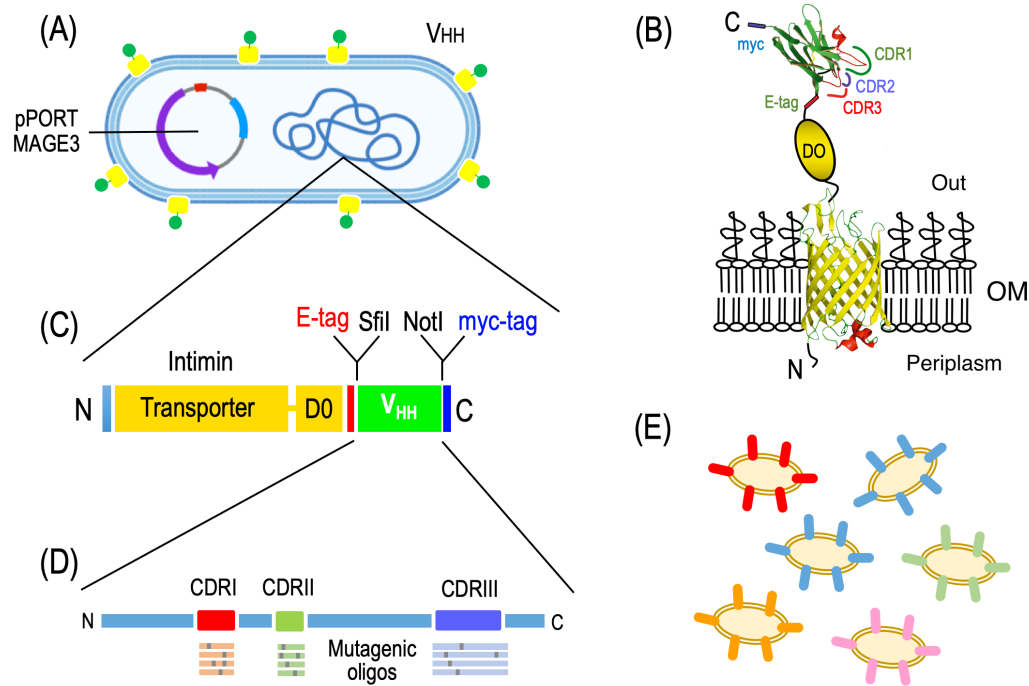 (A)
VHH
pPORT
MAGE3
(B)
C
myc
CDR1
CDR2
CDR3
E-tag
DO
Out
OM
N
Periplasm
(C)
E-tag
SfiI
NotI
myc-tag
Intimin
N
Transporter
D0
VHH
C
(D)
CDRI
CDRII
CDRIII
N
C
Mutagenic
oligos
(E)